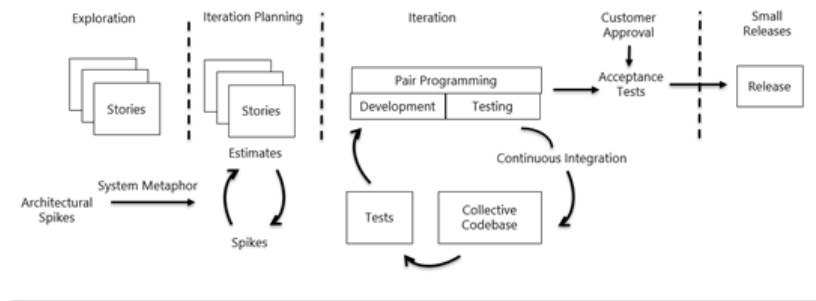 Exploration
Iteration Planning
Iteration
Customer
Approval
Small
Releases
Stories
Stories
Pair Programming
Development
Testing
Acceptance
Tests
Release
Estimates
Continuous Integration
System Metaphor
Architectural
Spikes
Spikes
Tests
Collective
Codebase